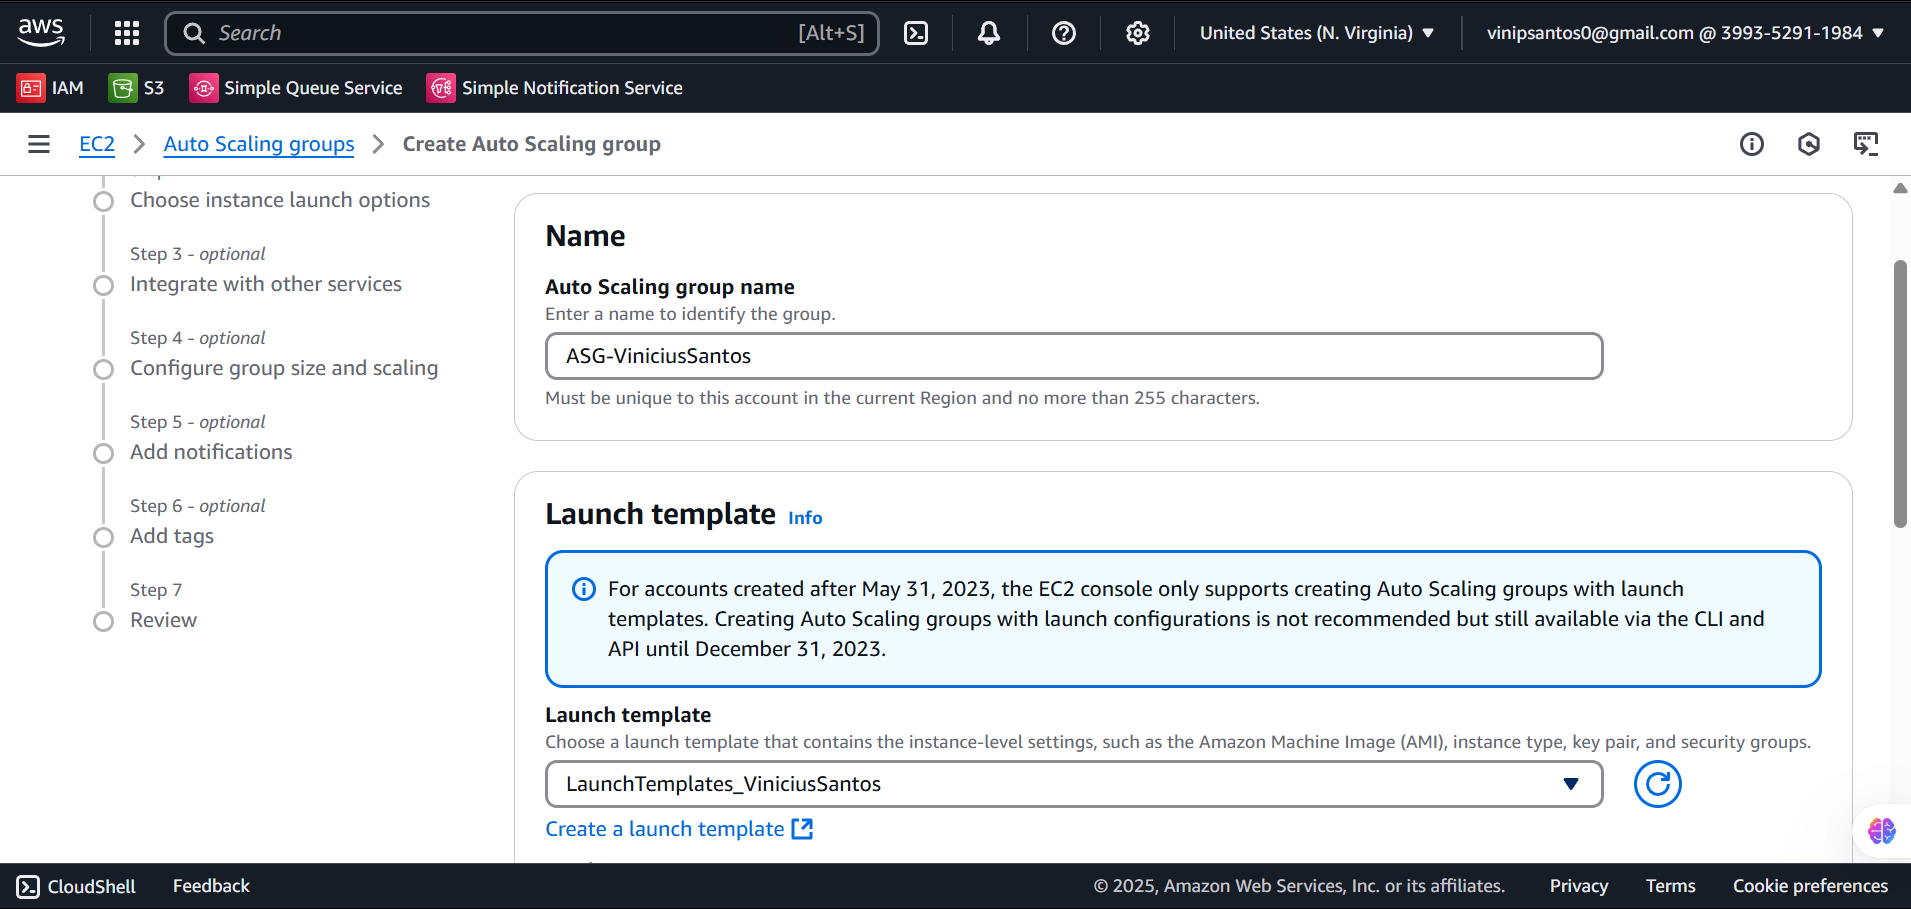 aws
Search
[Alt+S]
United States (N. Virginia)
vinipsantos0@gmail.com @ 3993-5291-1984
IAM
S3
Simple Queue Service
Simple Notification Service
EC2
Auto Scaling groups
Create Auto Scaling group
Choose instance launch options
Step 3 - optional
Integrate with other services
Step 4 - optional
Configure group size and scaling
Step 5 - optional
Add notifications
Step 6 - optional
Add tags
Step 7
Review
Name
Auto Scaling group name
Enter a name to identify the group.
ASG-ViniciusSantos
Must be unique to this account in the current Region and no more than 255 characters.
Launch template Info
For accounts created after May 31, 2023, the EC2 console only supports creating Auto Scaling groups with launch
templates. Creating Auto Scaling groups with launch configurations is not recommended but still available via the CLI and
API until December 31, 2023.
Launch template
Choose a launch template that contains the instance-level settings, such as the Amazon Machine Image (AMI), instance type, key pair, and security groups.
LaunchTemplates_ViniciusSantos
Create a launch template
CloudShell
Feedback
© 2025, Amazon Web Services, Inc. or its affiliates.
Privacy
Terms
Cookie preferences